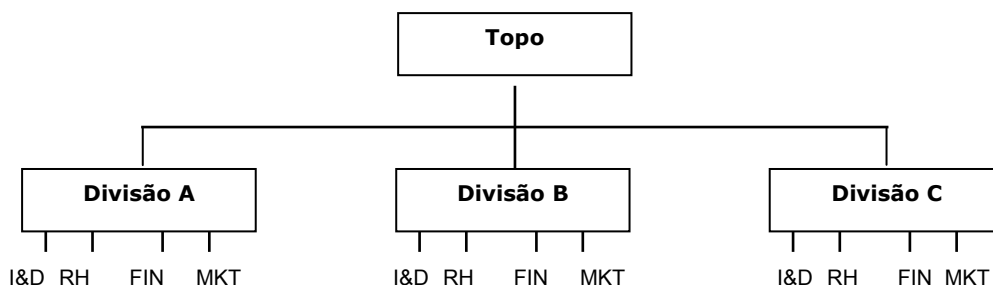 Topo
Divisão A Divisão B Divisão C
I&D RH FIN MKT I&D RH FIN MKT I&D RH FIN MKT